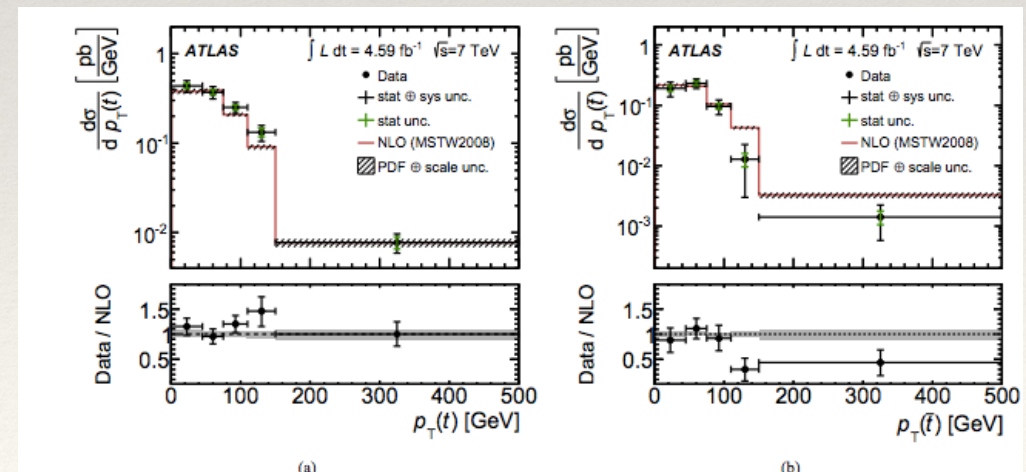 dσ
d p_T(t)
[pb
GeV]
1
10⁻¹
10⁻²
ATLAS
∫ L dt = 4.59 fb⁻¹ √s=7 TeV
Data
stat ⊕ sys unc.
stat unc.
NLO (MSTW2008)
PDF ⊕ scale unc.
Data / NLO
1.5
1
0.5
0 100 200 300 400 500
p_T(t) [GeV]
(a)
dσ
d p_T(t̄)
[pb
GeV]
1
10⁻¹
10⁻²
10⁻³
ATLAS
∫ L dt = 4.59 fb⁻¹ √s=7 TeV
Data
stat ⊕ sys unc.
stat unc.
NLO (MSTW2008)
PDF ⊕ scale unc.
Data / NLO
1.5
1
0.5
0 100 200 300 400 500
p_T(t̄) [GeV]
(b)